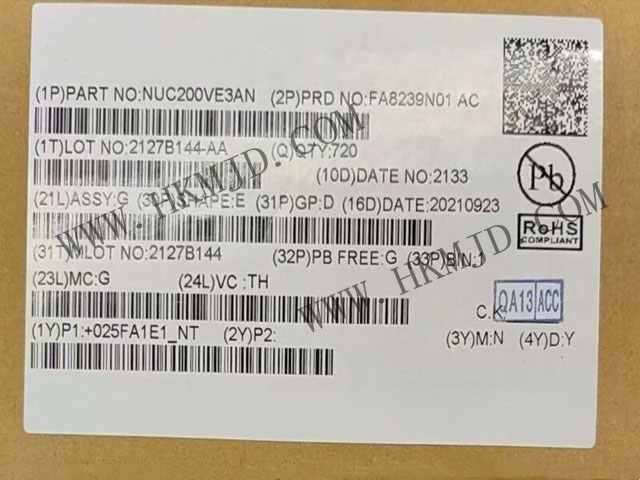 (1P)PART NO:NUC200VE3AN (2P)PRD NO:FA8239N01 AC
(1T)LOT NO:2127B144-AA (Q)QTY:720
(10D)DATE NO:2133
(21L)ASSY:G E (31P)GP:D (16D)DATE:20210923
2127B144 (32P)PB FREE:G (33P)BIN:1
(23L)MC:G (24L)VC :TH
C.K. QA13 ACC
(1Y)P1:+025FA1E1_NT (2Y)P2: (3Y)M:N (4Y)D:Y
Pb
RoHS
COMPLIANT
WWW.HKMJD.COM
WWW.HKMJD.COM